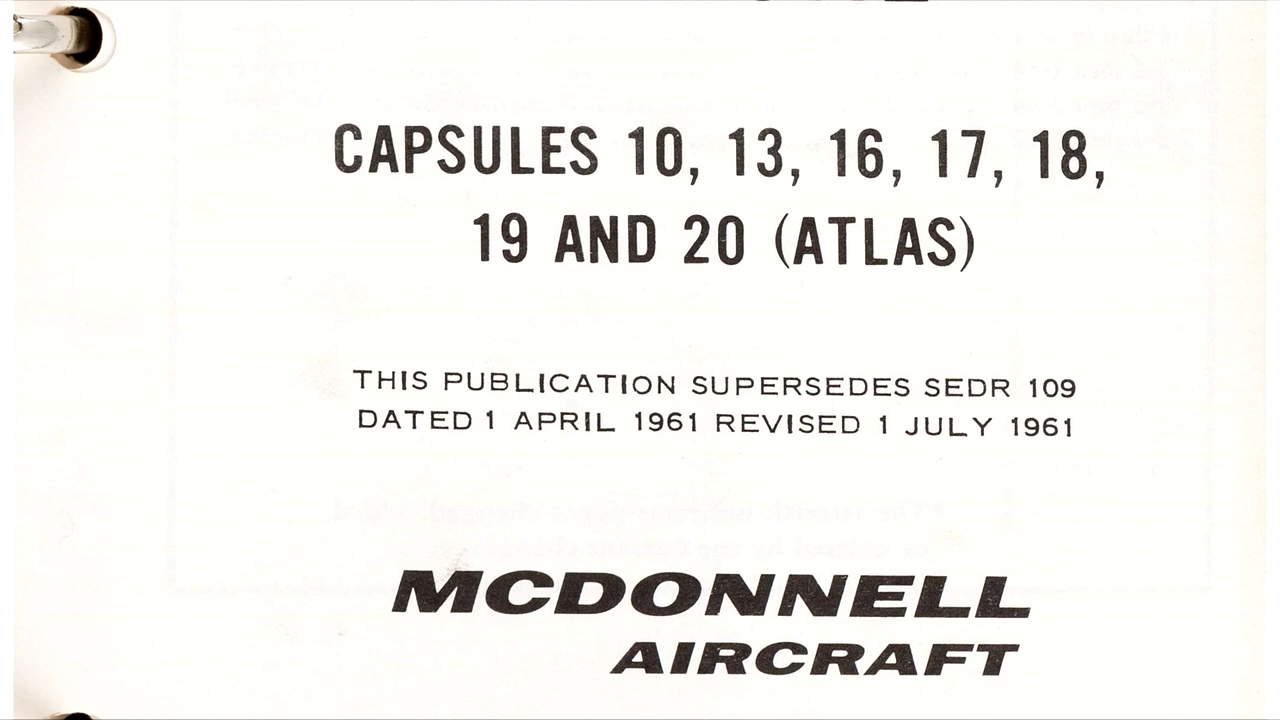 CAPSULES 10, 13, 16, 17, 18,
19 AND 20 (ATLAS)
THIS PUBLICATION SUPERSEDES SEDR 109
DATED 1 APRIL 1961 REVISED 1 JULY 1961
MCDONNELL
AIRCRAFT